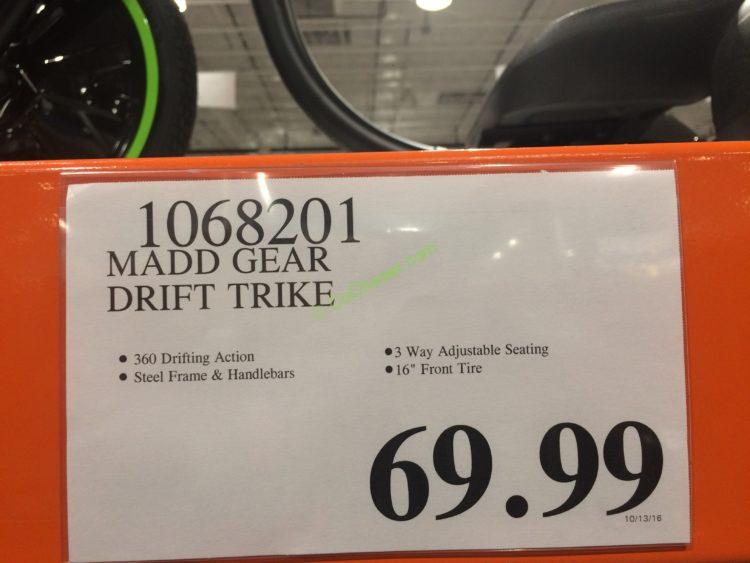 1068201
MADD GEAR
DRIFT TRIKE
• 360 Drifting Action
• Steel Frame & Handlebars
• 3 Way Adjustable Seating
• 16" Front Tire
69.99
10/13/16